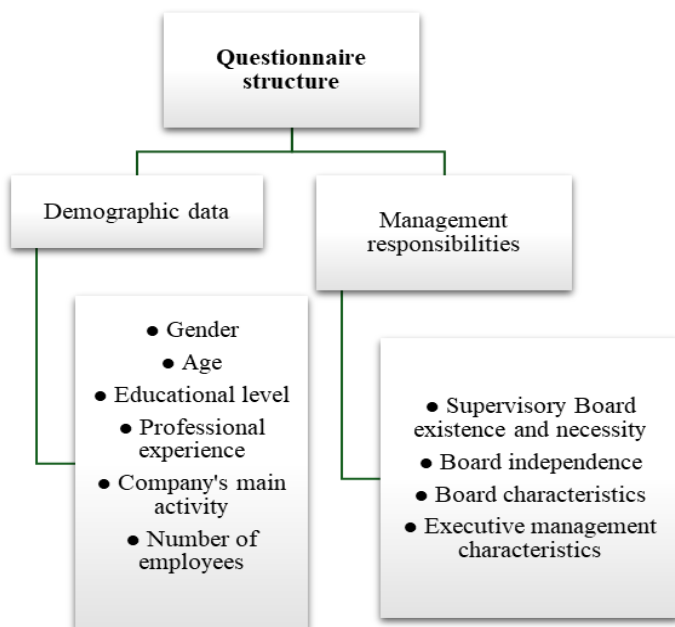 Questionnaire
structure
Demographic data
● Gender
● Age
● Educational level
● Professional
experience
● Company's main
activity
● Number of
employees
Management
responsibilities
● Supervisory Board
existence and necessity
● Board independence
● Board characteristics
● Executive management
characteristics